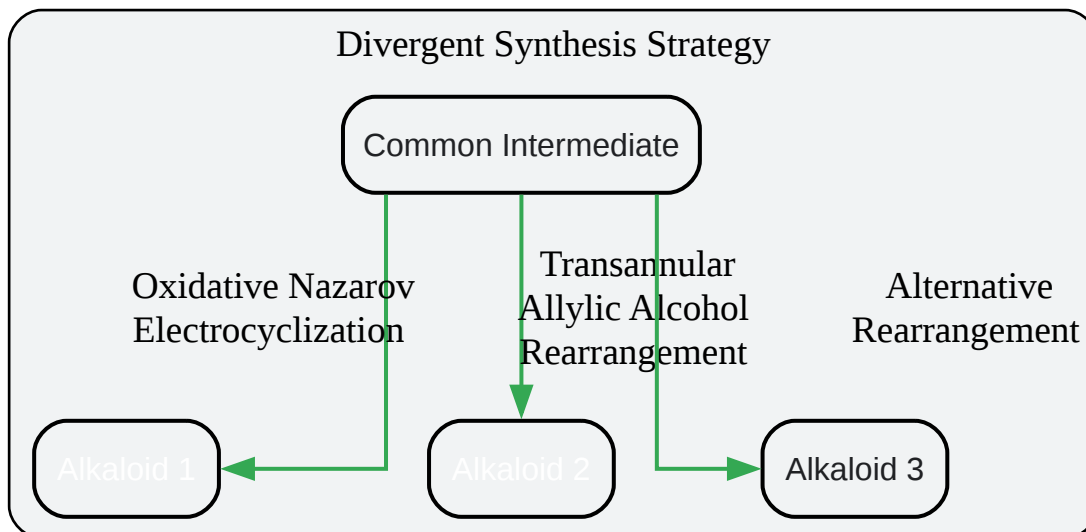 Divergent Synthesis Strategy
Common Intermediate
Oxidative Nazarov
Electrocyclization
Transannular
Allylic Alcohol
Rearrangement
Alternative
Rearrangement
Alkaloid 1
Alkaloid 2
Alkaloid 3